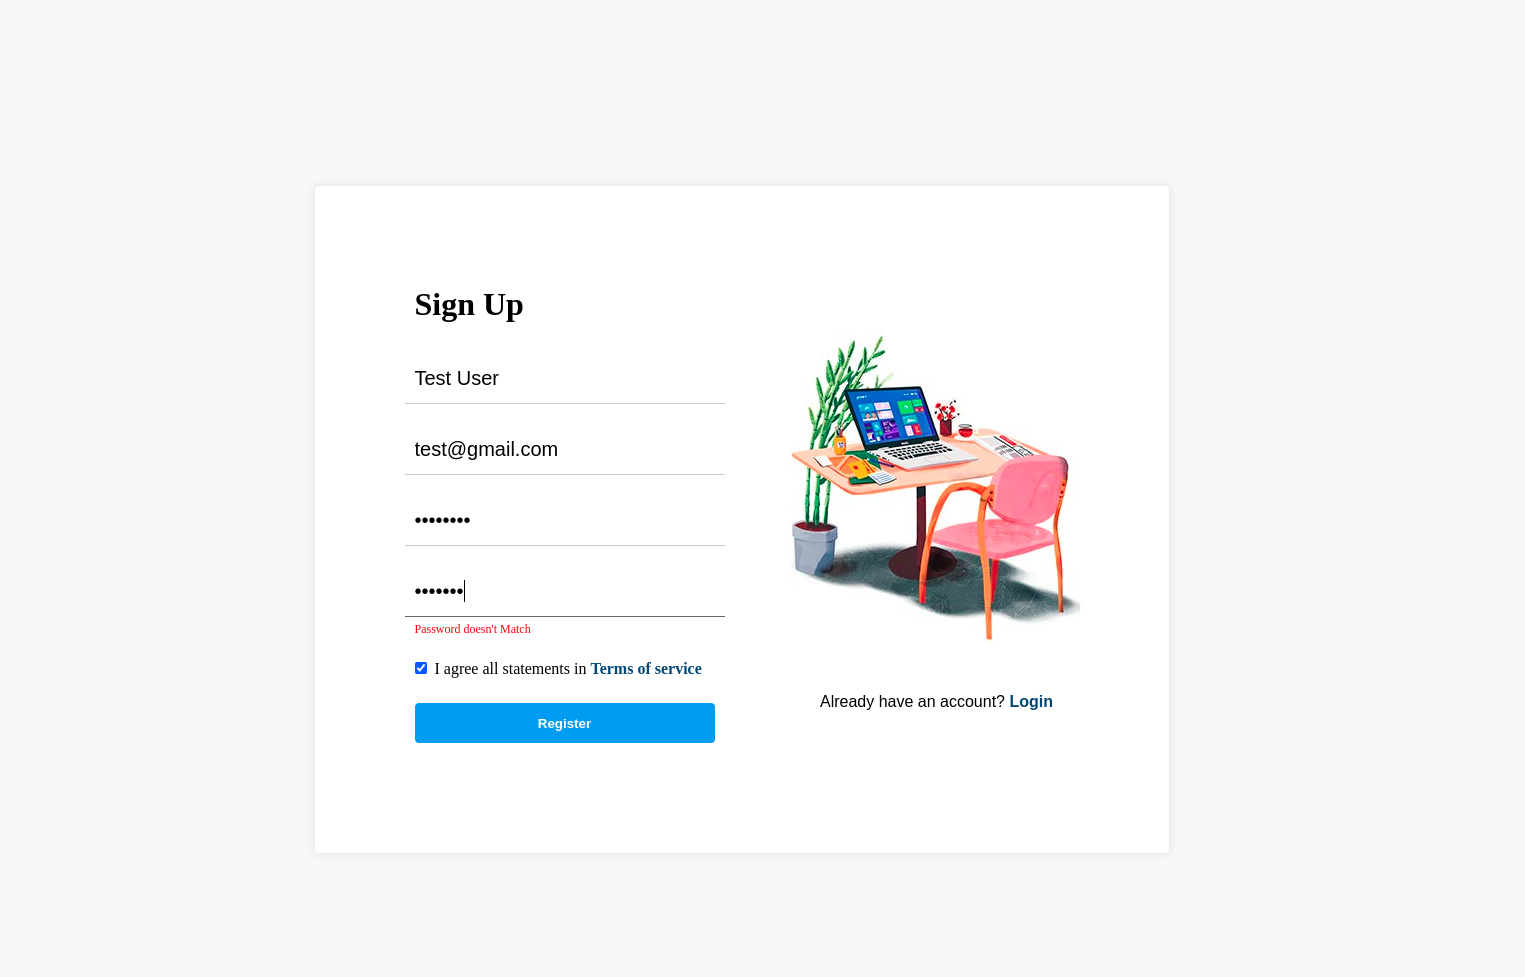 Sign Up
Test User
test@gmail.com
••••••••
•••••••
Password doesn't Match
I agree all statements in Terms of service
Register
Already have an account? Login